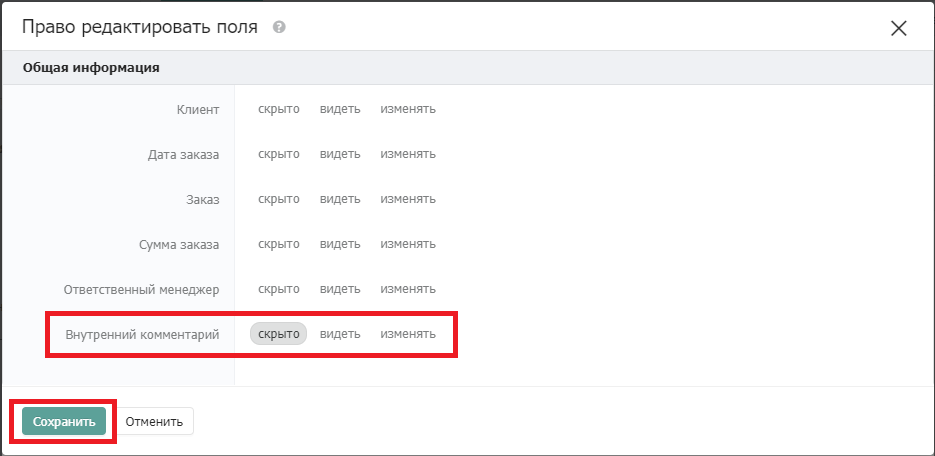 Право редактировать поля ?
Общая информация
Клиент скрыто видеть изменять
Дата заказа скрыто видеть изменять
Заказ скрыто видеть изменять
Сумма заказа скрыто видеть изменять
Ответственный менеджер скрыто видеть изменять
Внутренний комментарий скрыто видеть изменять
Сохранить Отменить